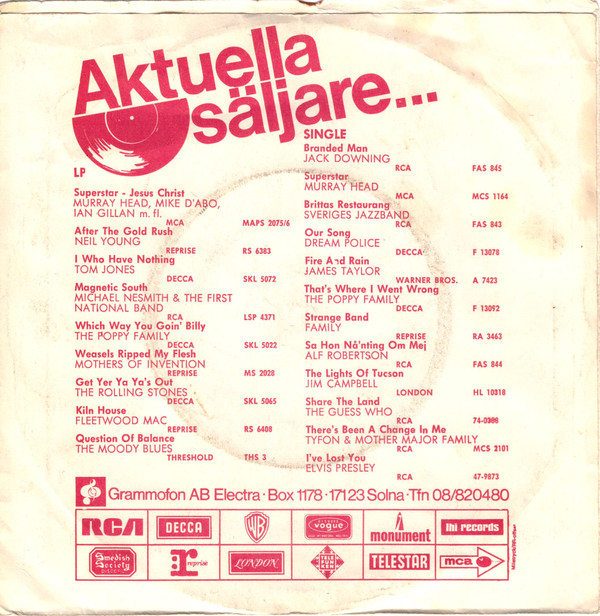 Aktuella
säljare...
LP
Superstar - Jesus Christ
MURRAY HEAD, MIKE D'ABO,
IAN GILLAN m. fl.
MCA MAPS 2075/6
After The Gold Rush
NEIL YOUNG
REPRISE RS 6383
I Who Have Nothing
TOM JONES
DECCA SKL 5072
Magnetic South
MICHAEL NESMITH & THE FIRST
NATIONAL BAND
RCA LSP 4371
Which Way You Goin' Billy
THE POPPY FAMILY
DECCA SKL 5022
Weasels Ripped My Flesh
MOTHERS OF INVENTION
REPRISE MS 2028
Get Yer Ya Ya's Out
THE ROLLING STONES
DECCA SKL 5065
Kiln House
FLEETWOOD MAC
REPRISE RS 6408
Question Of Balance
THE MOODY BLUES
THRESHOLD THS 3
SINGLE
Branded Man
JACK DOWNING
RCA FAS 845
Superstar
MURRAY HEAD
MCA MCS 1164
Brittas Restaurang
SVERIGES JAZZBAND
RCA FAS 843
Our Song
DREAM POLICE
DECCA F 13078
Fire And Rain
JAMES TAYLOR
WARNER BROS. A 7423
That's Where I Went Wrong
THE POPPY FAMILY
DECCA F 13092
Strange Band
FAMILY
REPRISE RA 3463
Sa Hon Nå'nting Om Mej
ALF ROBERTSON
RCA FAS 844
The Lights Of Tucson
JIM CAMPBELL
LONDON HL 10318
Share The Land
THE GUESS WHO
RCA 74-0388
There's Been A Change In Me
TYFON & MOTHER MAJOR FAMILY
RCA MCS 2101
I've Lost You
ELVIS PRESLEY
RCA 47-9873
Grammofon AB Electra · Box 1178 · 17123 Solna · Tfn 08/820480
RCA DECCA WB vogue monument lhi records
Swedish Society reprise LONDON TELEFUNKEN TELESTAR mca